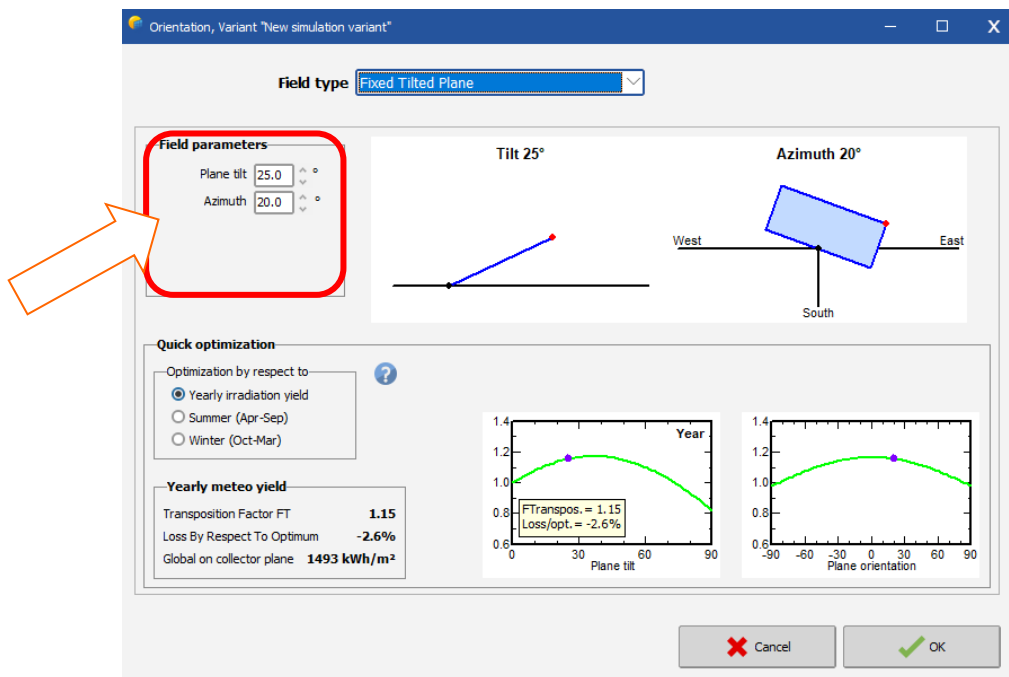 Orientation, Variant "New simulation variant"
Field type Fixed Tilted Plane
Field parameters
Plane tilt 25.0 °
Azimuth 20.0 °
Tilt 25°
Azimuth 20°
West
East
South
Quick optimization
Optimization by respect to
Yearly irradiation yield
Summer (Apr-Sep)
Winter (Oct-Mar)
?
Yearly meteo yield
Transposition Factor FT 1.15
Loss By Respect To Optimum -2.6%
Global on collector plane 1493 kWh/m²
1.4
1.2
1.0
0.8
0.6
Year
FTranspos.= 1.15
Loss/opt.= -2.6%
0 30 60 90
Plane tilt
1.4
1.2
1.0
0.8
0.6
-90 -60 -30 0 30 60 90
Plane orientation
Cancel
OK